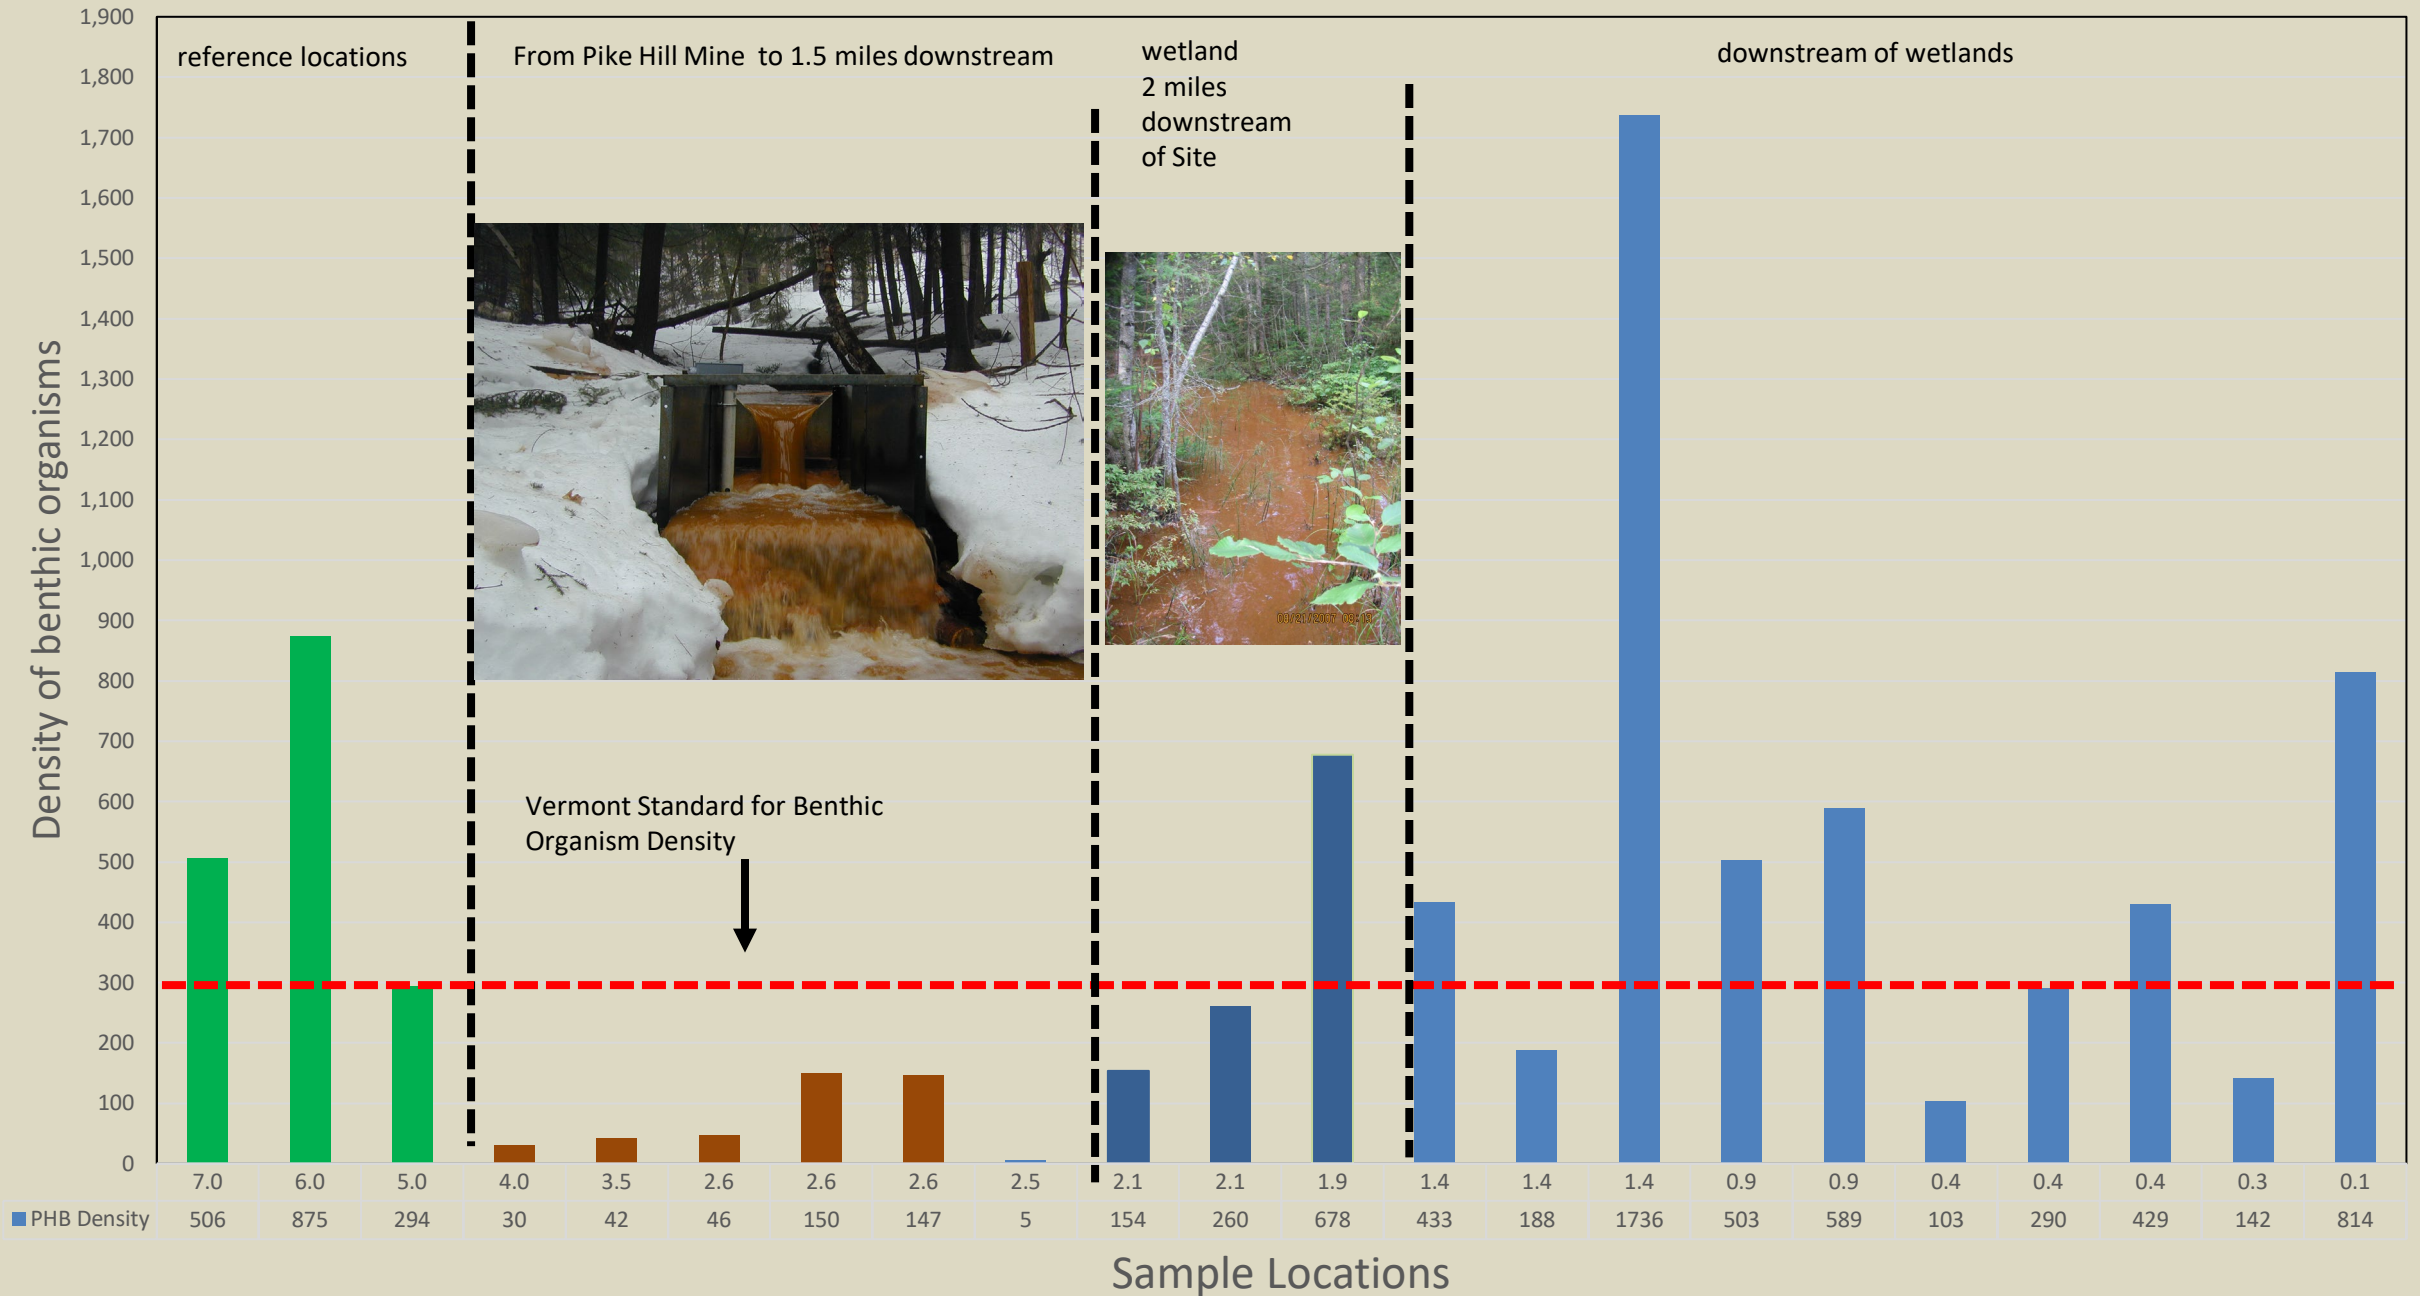 1,900
1,800
1,700
1,600
1,500
1,400
1,300
1,200
1,100
1,000
900
800
700
600
500
400
300
200
100
0
Density of benthic organisms
reference locations
From Pike Hill Mine to 1.5 miles downstream
wetland
2 miles
downstream
of Site
downstream of wetlands
Vermont Standard for Benthic
Organism Density
7.0 6.0 5.0 4.0 3.5 2.6 2.6 2.6 2.5 2.1 2.1 1.9 1.4 1.4 1.4 0.9 0.9 0.4 0.4 0.4 0.3 0.1
PHB Density 506 875 294 30 42 46 150 147 5 154 260 678 433 188 1736 503 589 103 290 429 142 814
Sample Locations